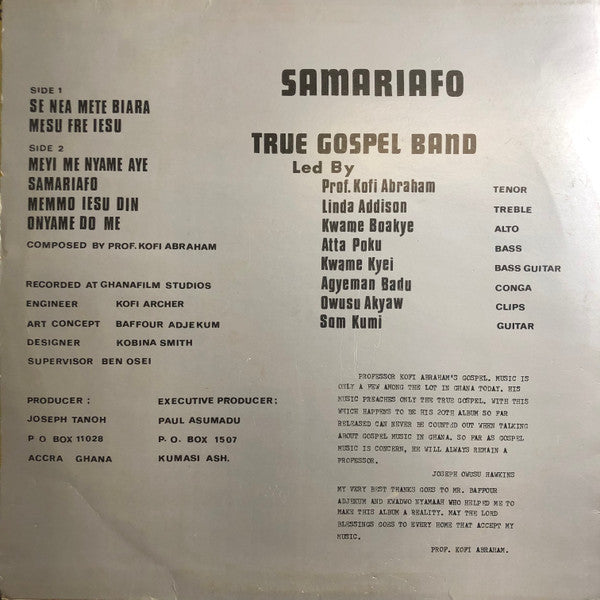 SIDE 1
SE NEA METE BIARA
MESU FRE IESU
SIDE 2
MEYI ME NYAME AYE
SAMARIAFO
MEMMO IESU DIN
ONYAME DO ME
COMPOSED BY PROF. KOFI ABRAHAM
RECORDED AT GHANAFILM STUDIOS
ENGINEER KOFI ARCHER
ART CONCEPT BAFFOUR ADJEKUM
DESIGNER KOBINA SMITH
SUPERVISOR BEN OSEI
PRODUCER :
JOSEPH TANOH
P O BOX 11028
ACCRA GHANA
EXECUTIVE PRODUCER;
PAUL ASUMADU
P. O. BOX 1507
KUMASI ASH.
SAMARIAFO
TRUE GOSPEL BAND
Led By
Prof. Kofi Abraham TENOR
Linda Addison TREBLE
Kwame Boakye ALTO
Atta Poku BASS
Kwame Kyei BASS GUITAR
Agyeman Badu CONGA
Owusu Akyaw CLIPS
Sam Kumi GUITAR
PROFESSOR KOFI ABRAHAM'S GOSPEL. MUSIC IS
ONLY A FEW AMONG THE LOT IN GHANA TODAY. HIS
MUSIC PREACHES ONLY THE TRUE GOSPEL. WITH THIS
WHICH HAPPENS TO BE HIS 20TH ALBUM SO FAR
RELEASED CAN NEVER BE COUNTED OUT WHEN TALKING
ABOUT GOSPEL MUSIC IN GHANA. SO FAR AS GOSPEL
MUSIC IS CONCERN, HE WILL ALWAYS REMAIN A
PROFESSOR.
JOSEPH OWUSU HAWKINS
MY VERY BEST THANKS GOES TO MR. BAFFOUR
ADJEKUM AND KWADWO NYAMAAH WHO HELPED ME TO
MAKE THIS ALBUM A REALITY. MAY THE LORD
BLESSINGS GOES TO EVERY HOME THAT ACCEPT MY
MUSIC.
PROF. KOFI ABRAHAM.